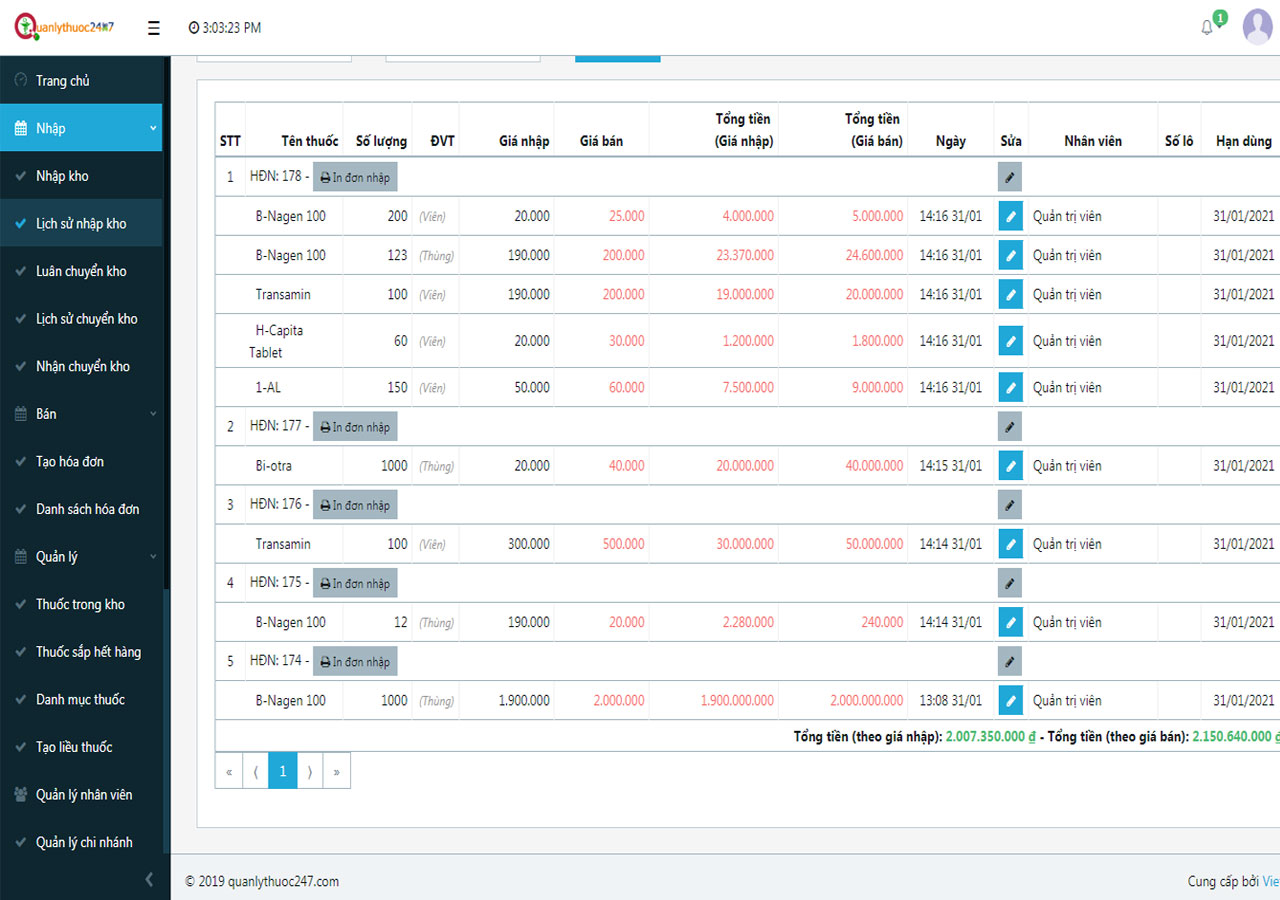 Quanlythuoc24h7
3:03:23 PM
1
Trang chủ
Nhập
Nhập kho
Lịch sử nhập kho
Luân chuyển kho
Lịch sử chuyển kho
Nhận chuyển kho
Bán
Tạo hóa đơn
Danh sách hóa đơn
Quản lý
Thuốc trong kho
Thuốc sắp hết hàng
Danh mục thuốc
Tạo liều thuốc
Quản lý nhân viên
Quản lý chi nhánh
STT Tên thuốc Số lượng ĐVT Giá nhập Giá bán Tổng tiền (Giá nhập) Tổng tiền (Giá bán) Ngày Sửa Nhân viên Số lô Hạn dùng
1 HĐN: 178 - In đơn nhập
B-Nagen 100 200 (Viên) 20.000 25.000 4.000.000 5.000.000 14:16 31/01 Quản trị viên 31/01/2021
B-Nagen 100 123 (Thùng) 190.000 200.000 23.370.000 24.600.000 14:16 31/01 Quản trị viên 31/01/2021
Transamin 100 (Viên) 190.000 200.000 19.000.000 20.000.000 14:16 31/01 Quản trị viên 31/01/2021
H-Capita Tablet 60 (Viên) 20.000 30.000 1.200.000 1.800.000 14:16 31/01 Quản trị viên 31/01/2021
1-AL 150 (Viên) 50.000 60.000 7.500.000 9.000.000 14:16 31/01 Quản trị viên 31/01/2021
2 HĐN: 177 - In đơn nhập
Bi-otra 1000 (Thùng) 20.000 40.000 20.000.000 40.000.000 14:15 31/01 Quản trị viên 31/01/2021
3 HĐN: 176 - In đơn nhập
Transamin 100 (Viên) 300.000 500.000 30.000.000 50.000.000 14:14 31/01 Quản trị viên 31/01/2021
4 HĐN: 175 - In đơn nhập
B-Nagen 100 12 (Thùng) 190.000 20.000 2.280.000 240.000 14:14 31/01 Quản trị viên 31/01/2021
5 HĐN: 174 - In đơn nhập
B-Nagen 100 1000 (Thùng) 1.900.000 2.000.000 1.900.000.000 2.000.000.000 13:08 31/01 Quản trị viên 31/01/2021
Tổng tiền (theo giá nhập): 2.007.350.000 ₫ - Tổng tiền (theo giá bán): 2.150.640.000 ₫
« ⟨ 1 ⟩ »
© 2019 quanlythuoc247.com
Cung cấp bởi Vie